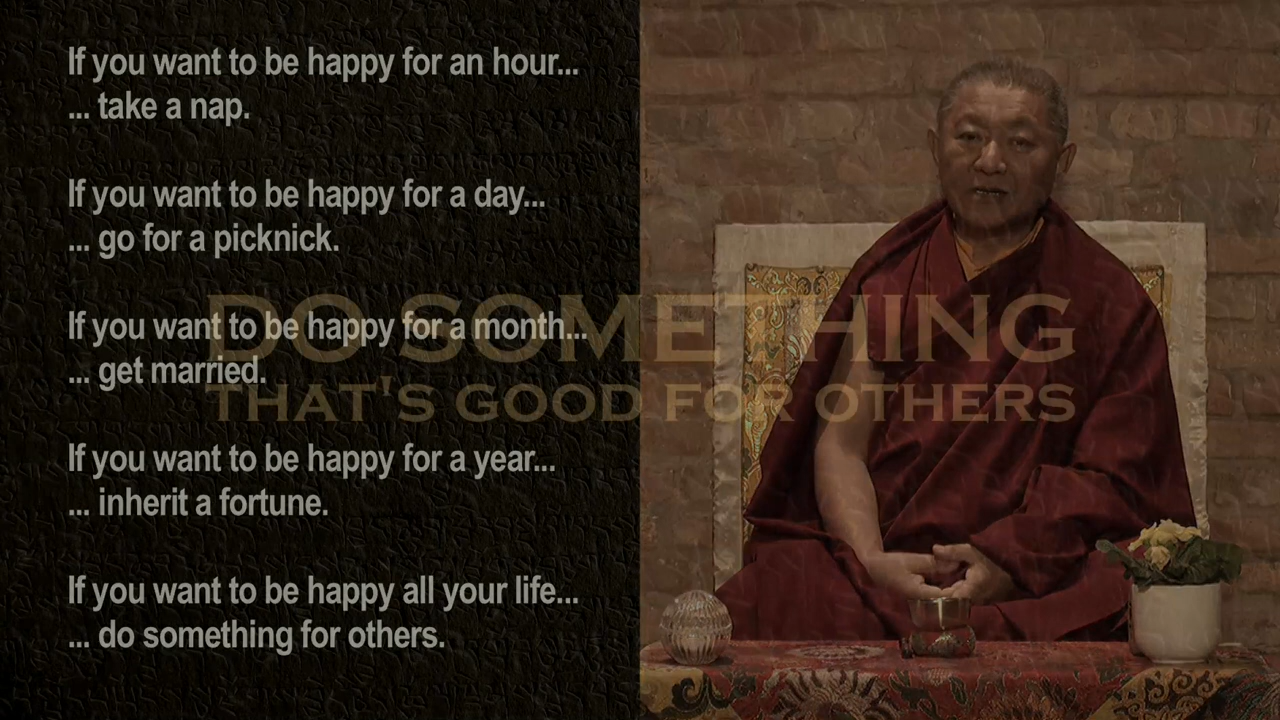 If you want to be happy for an hour...
... take a nap.
If you want to be happy for a day...
... go for a picknick.
If you want to be happy for a month...
... get married.
If you want to be happy for a year...
... inherit a fortune.
If you want to be happy all your life...
... do something for others.
DO SOMETHING
THAT'S GOOD FOR OTHERS